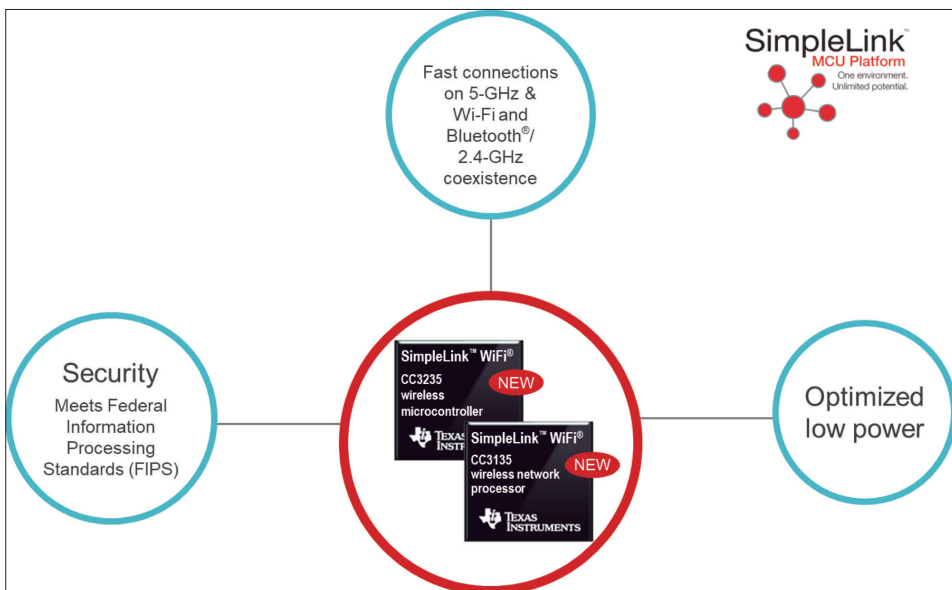 SimpleLink™
MCU Platform
One environment.
Unlimited potential.
Fast connections
on 5-GHz &
Wi-Fi and
Bluetooth®/
2.4-GHz
coexistence
Security
Meets Federal
Information
Processing
Standards (FIPS)
SimpleLink™ WiFi®
CC3235
wireless
microcontroller
NEW
TEXAS
INSTR
SimpleLink™ WiFi®
CC3135
wireless network
processor
NEW
TEXAS
INSTRUMENTS
Optimized
low power